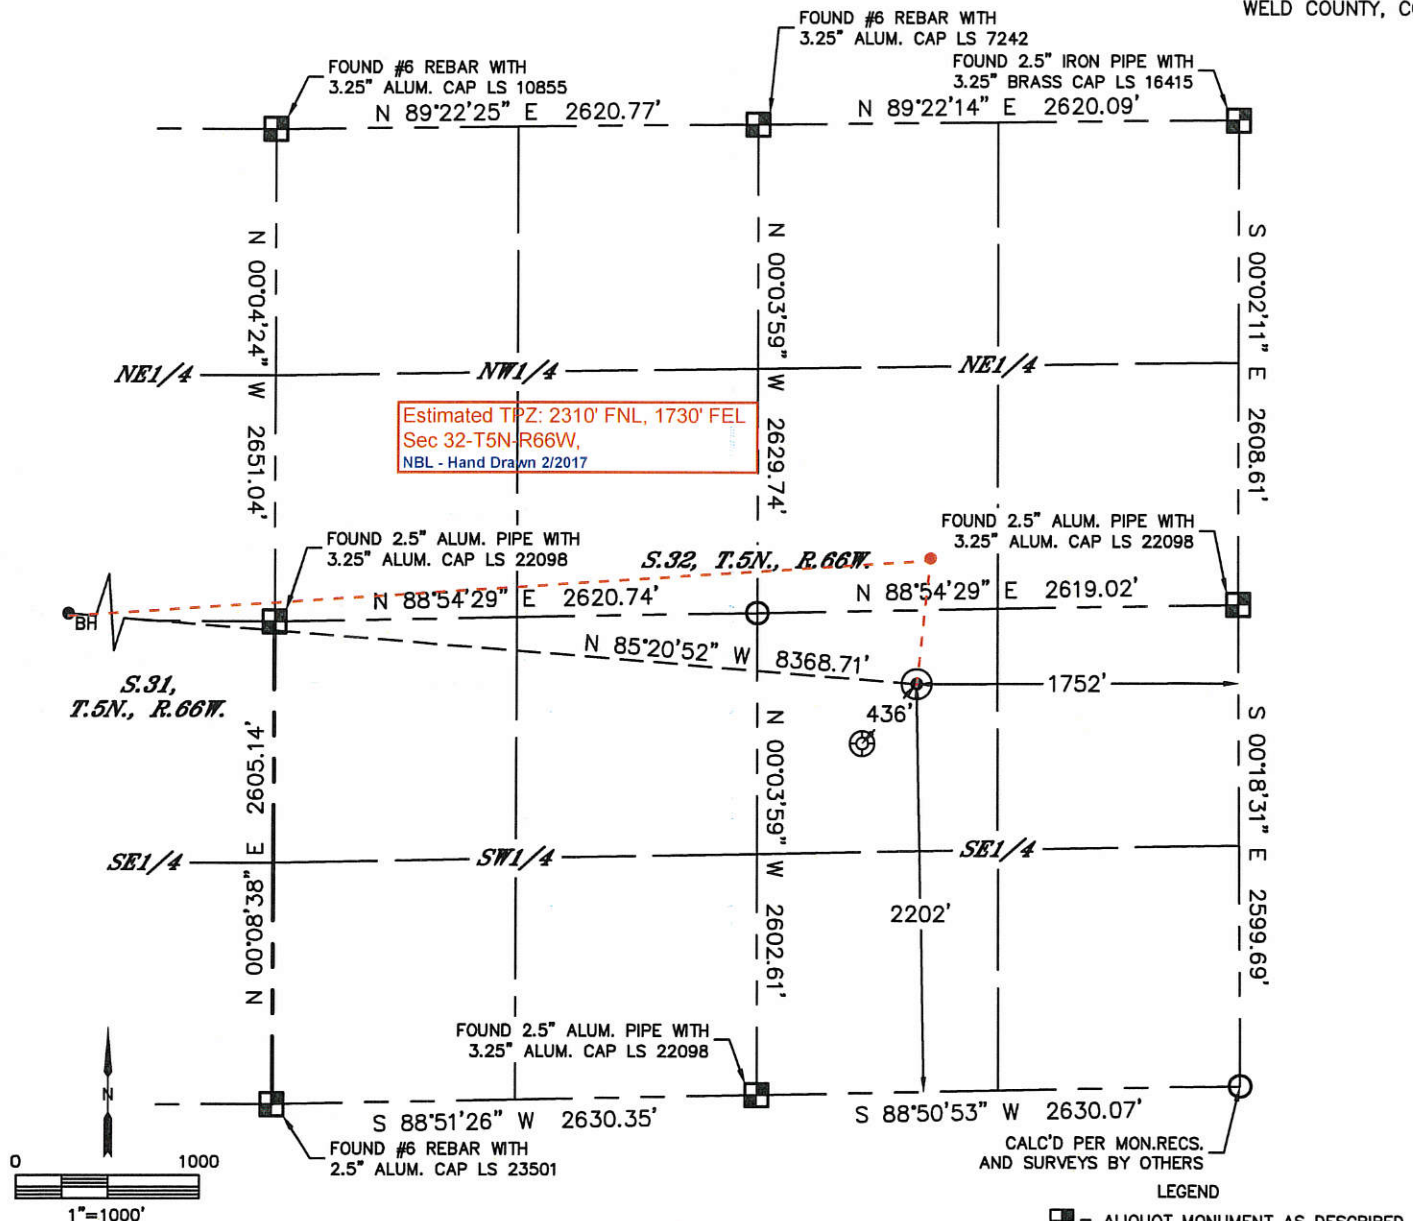 WELD COUNTY, C
FOUND #6 REBAR WITH
3.25" ALUM. CAP LS 7242
FOUND #6 REBAR WITH
3.25" ALUM. CAP LS 10855
FOUND 2.5" IRON PIPE WITH
3.25" BRASS CAP LS 16415
N 89°22'25" E 2620.77'
N 89°22'14" E 2620.09'
N 00°04'24" W 2651.04'
N 00°03'59" W 2629.74'
S 00°02'11" E 2608.61'
NE1/4
NW1/4
NE1/4
Estimated TPZ: 2310' FNL, 1730' FEL
Sec 32-T5N-R66W,
NBL - Hand Drawn 2/2017
FOUND 2.5" ALUM. PIPE WITH
3.25" ALUM. CAP LS 22098
FOUND 2.5" ALUM. PIPE WITH
3.25" ALUM. CAP LS 22098
S.32, T.5N., R.66W.
N 88°54'29" E 2620.74'
N 88°54'29" E 2619.02'
BH
N 85°20'52" W 8368.71'
S.31,
T.5N., R.66W.
1752'
436'
N 00°08'38" E 2605.14'
N 00°03'59" W 2602.61'
S 00°18'31" E 2599.69'
SE1/4
SW1/4
SE1/4
2202'
FOUND 2.5" ALUM. PIPE WITH
3.25" ALUM. CAP LS 22098
N
S 88°51'26" W 2630.35'
S 88°50'53" W 2630.07'
FOUND #6 REBAR WITH
2.5" ALUM. CAP LS 23501
CALC'D PER MON.RECS.
AND SURVEYS BY OTHERS
0 1000
1"=1000'
LEGEND
= ALIQUOT MONUMENT AS DESCRIBED